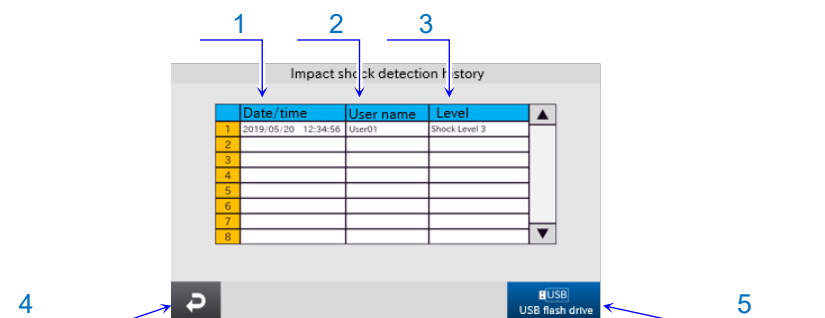 1 2 3
Impact shock detection history
Date/time User name Level
1 2019/05/20 12:34:56 User01 Shock Level 3
2
3
4
5
6
7
8
4 USB 5
USB flash drive